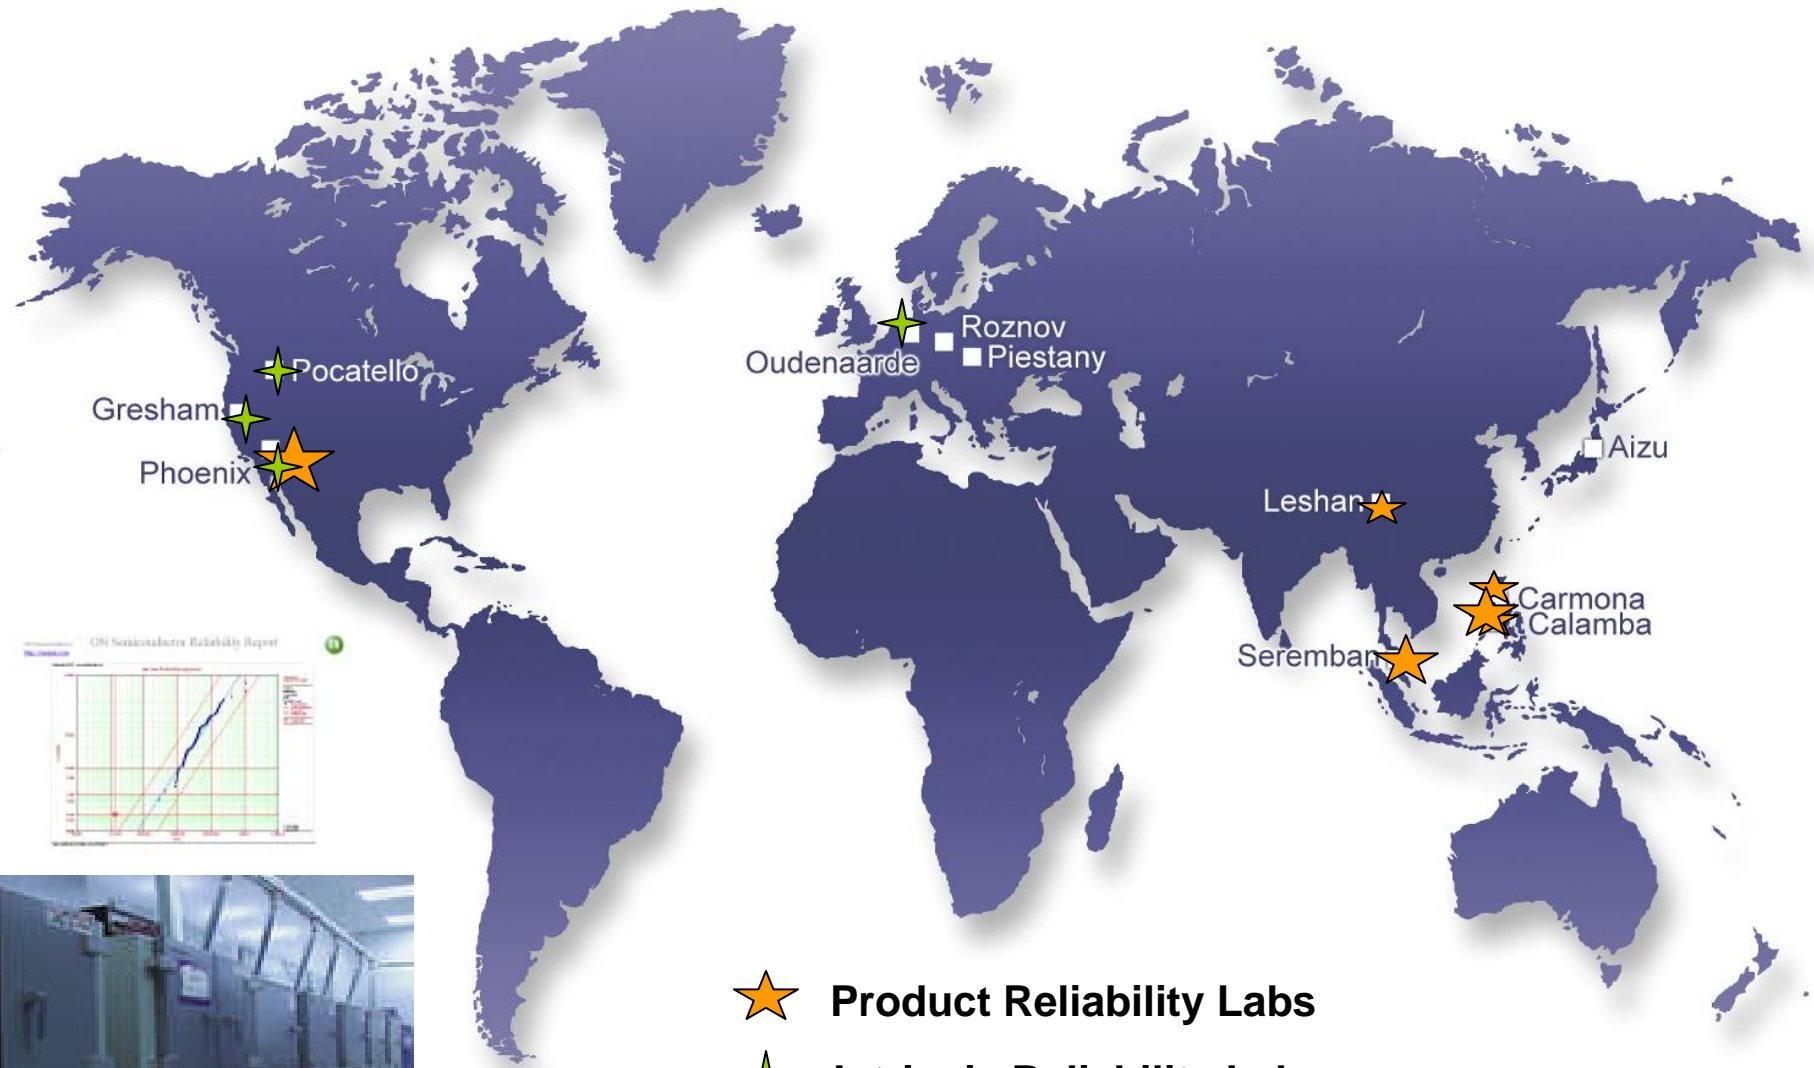 Pocatello
Gresham
Phoenix
Oudenaarde
Roznov
Piestany
Aizu
Leshan
Carmona
Calamba
Seremban
ON Semiconductor Reliability Report
Product Reliability Labs